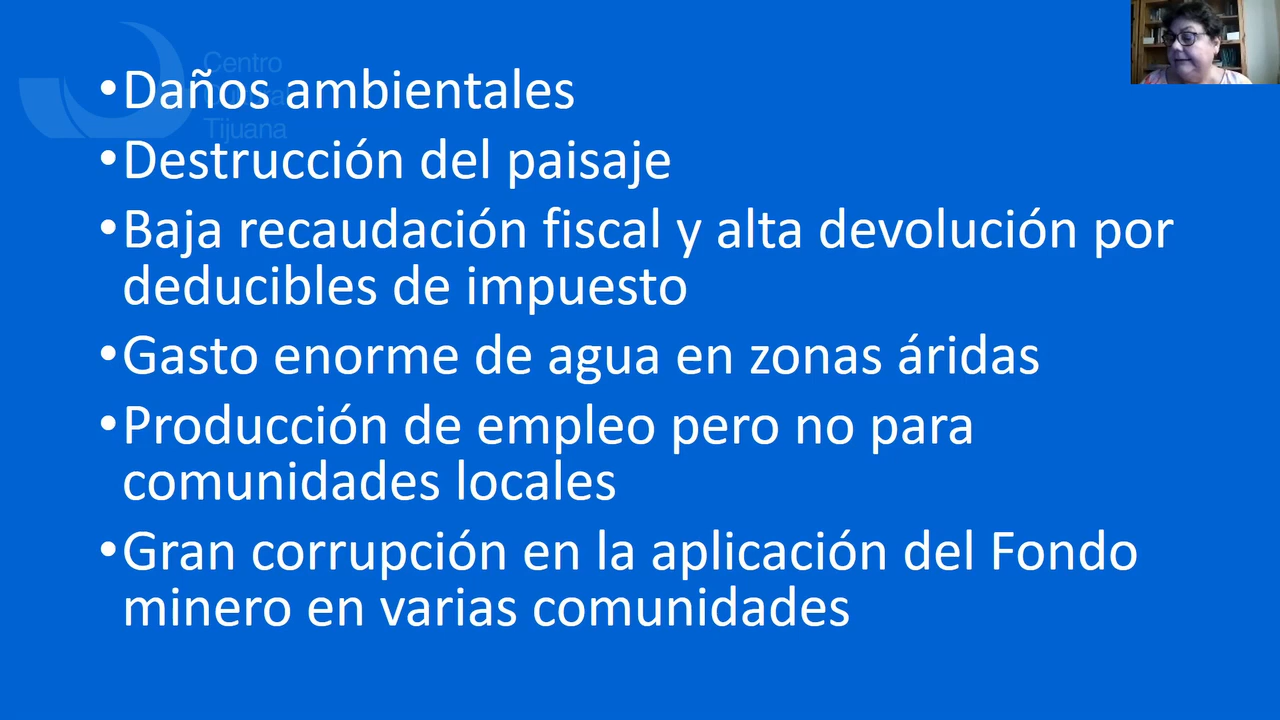 Centro
Cultural
Tijuana
•Daños ambientales
•Destrucción del paisaje
•Baja recaudación fiscal y alta devolución por
deducibles de impuesto
•Gasto enorme de agua en zonas áridas
•Producción de empleo pero no para
comunidades locales
•Gran corrupción en la aplicación del Fondo
minero en varias comunidades